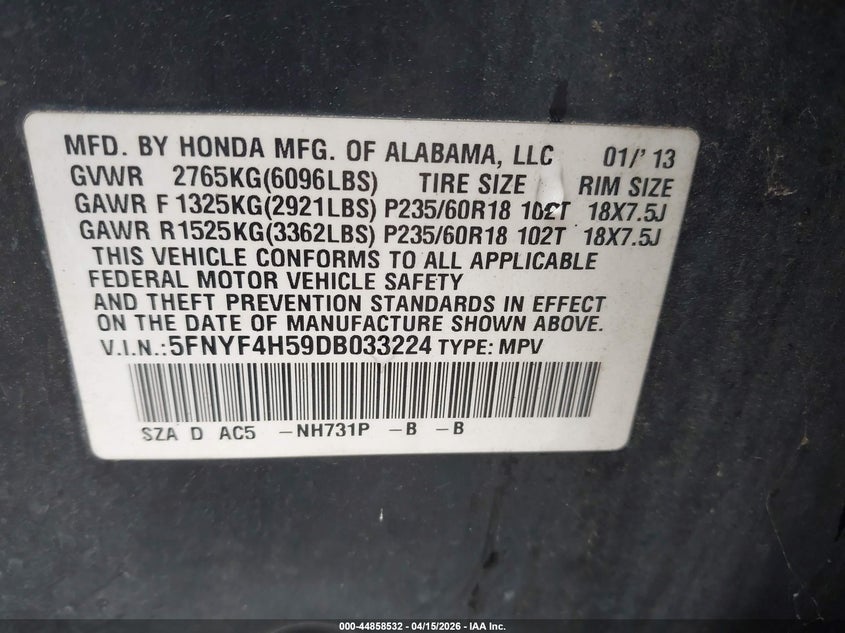 MFD. BY HONDA MFG. OF ALABAMA, LLC 01/'13
GVWR 2765KG(6096LBS) TIRE SIZE RIM SIZE
GAWR F 1325KG(2921LBS) P235/60R18 102T 18X7.5J
GAWR R1525KG(3362LBS) P235/60R18 102T 18X7.5J
THIS VEHICLE CONFORMS TO ALL APPLICABLE
FEDERAL MOTOR VEHICLE SAFETY
AND THEFT PREVENTION STANDARDS IN EFFECT
ON THE DATE OF MANUFACTURE SHOWN ABOVE.
V.I.N.:5FNYF4H59DB033224 TYPE: MPV
SZA D AC5 -NH731P -B -B
000-44858532 - 04/15/2026 - IAA Inc.